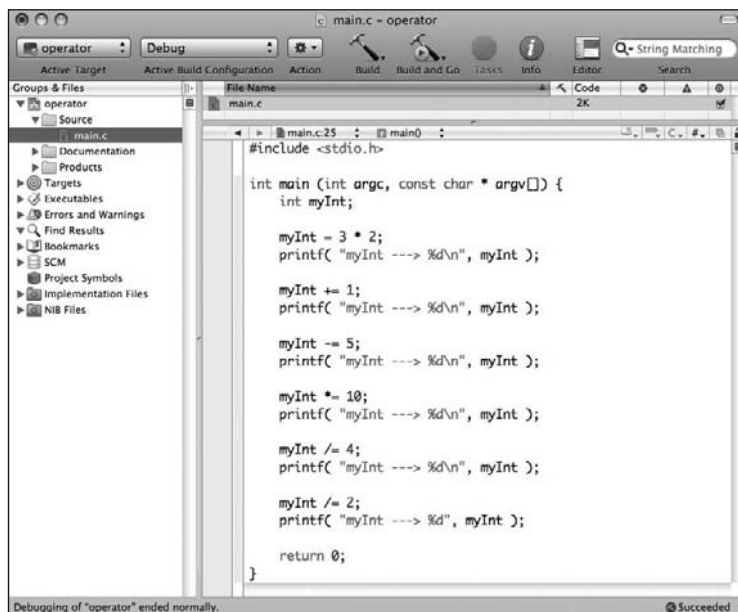 main.c - operator
operator Debug String Matching
Active Target Active Build Configuration Action Build Build and Go Tasks Info Editor Search
Groups & Files
operator
Source
main.c
Documentation
Products
Targets
Executables
Errors and Warnings
Find Results
Bookmarks
SCM
Project Symbols
Implementation Files
NIB Files
File Name Code
main.c 2K
main.c:25 main() C, #,
#include <stdio.h>
int main (int argc, const char * argv[]) {
int myInt;
myInt = 3 * 2;
printf( "myInt ---> %d\n", myInt );
myInt += 1;
printf( "myInt ---> %d\n", myInt );
myInt -= 5;
printf( "myInt ---> %d\n", myInt );
myInt *= 10;
printf( "myInt ---> %d\n", myInt );
myInt /= 4;
printf( "myInt ---> %d\n", myInt );
myInt /= 2;
printf( "myInt ---> %d", myInt );
return 0;
}
Debugging of "operator" ended normally. Succeeded